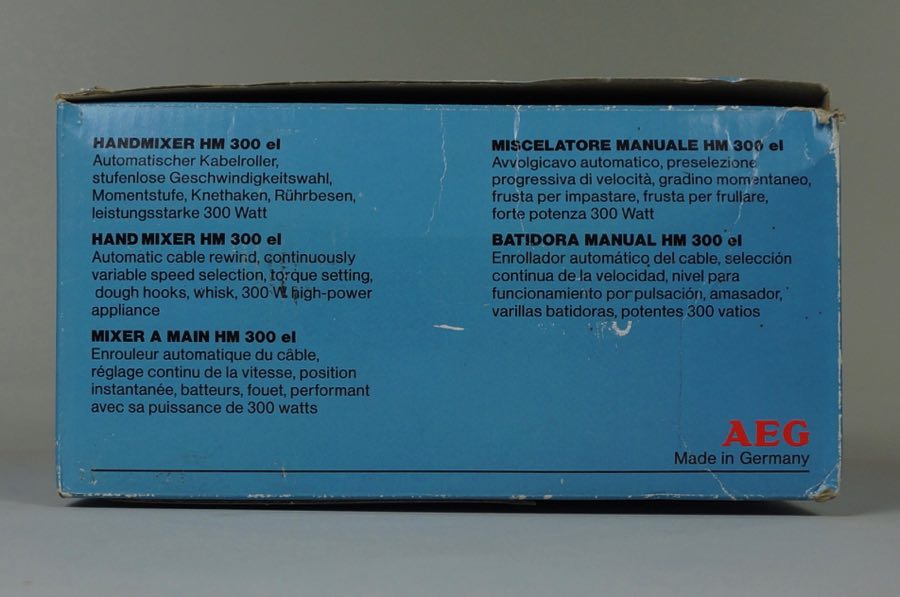 HANDMIXER HM 300 el
Automatischer Kabelroller,
stufenlose Geschwindigkeitswahl,
Momentstufe, Knethaken, Rührbesen,
leistungsstarke 300 Watt
HAND MIXER HM 300 el
Automatic cable rewind, continuously
variable speed selection, torque setting,
dough hooks, whisk, 300 W high-power
appliance
MIXER A MAIN HM 300 el
Enrouleur automatique du câble,
réglage continu de la vitesse, position
instantanée, batteurs, fouet, performant
avec sa puissance de 300 watts
MISCELATORE MANUALE HM 300 el
Avvolgicavo automatico, preselezione
progressiva di velocità, gradino momentaneo,
frusta per impastare, frusta per frullare,
forte potenza 300 Watt
BATIDORA MANUAL HM 300 el
Enrollador automático del cable, selección
contínua de la velocidad, nivel para
funcionamiento por pulsación, amasador,
varillas batidoras, potentes 300 vatios
AEG
Made in Germany